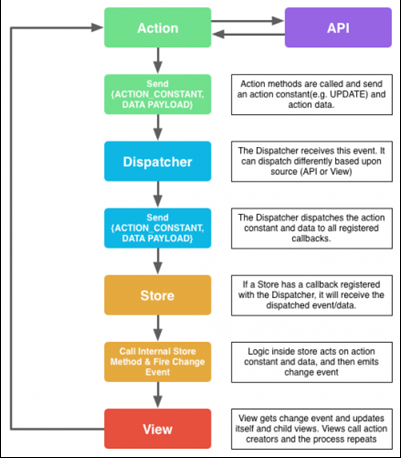 Action
API
Send
{ACTION_CONSTANT,
DATA PAYLOAD}
Action methods are called and send
an action constant(e.g. UPDATE) and
action data.
Dispatcher
The Dispatcher receives this event. It
can dispatch differently based upon
source (API or View)
Send
{ACTION_CONSTANT,
DATA PAYLOAD}
The Dispatcher dispatches the action
constant and data to all registered
callbacks.
Store
If a Store has a callback registered
with the Dispatcher, it will receive the
dispatched event/data.
Call Internal Store
Method & Fire Change
Event
Logic inside store acts on action
constant and data, and then emits
change event
View
View gets change event and updates
itself and child views. Views call action
creators and the process repeats